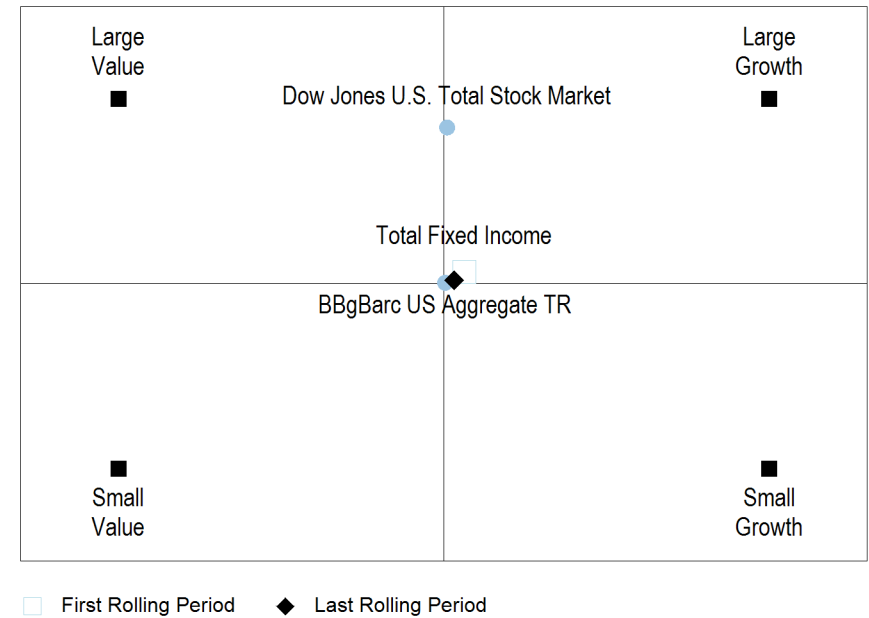 Large
Value
Large
Growth
Dow Jones U.S. Total Stock Market
Total Fixed Income
BBgBarc US Aggregate TR
Small
Value
Small
Growth
First Rolling Period
Last Rolling Period